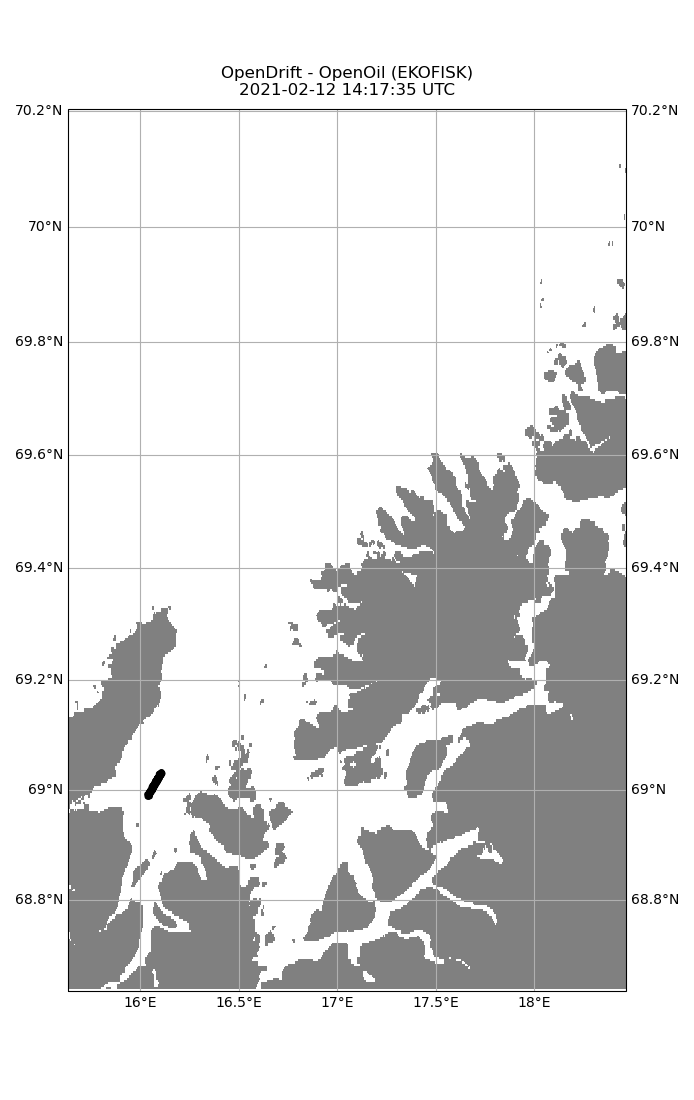 OpenDrift - OpenOil (EKOFISK)
2021-02-12 14:17:35 UTC
70.2°N 70.2°N
70°N 70°N
69.8°N 69.8°N
69.6°N 69.6°N
69.4°N 69.4°N
69.2°N 69.2°N
69°N 69°N
68.8°N 68.8°N
16°E 16.5°E 17°E 17.5°E 18°E